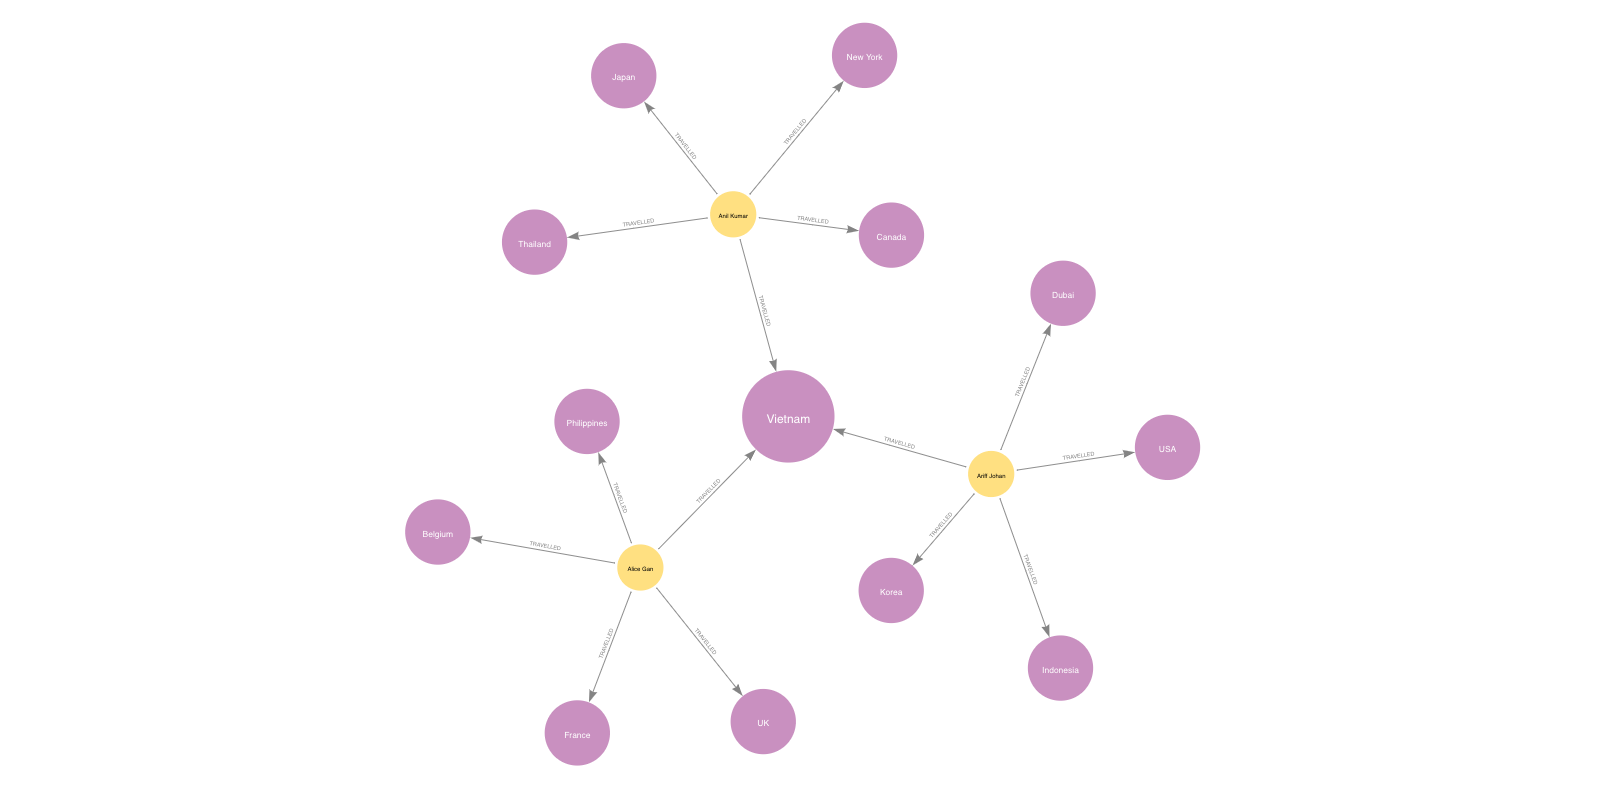 New York
Japan
TRAVELLED
TRAVELLED
Anil Kumar
TRAVELLED
TRAVELLED
Canada
Thailand
Dubai
TRAVELLED
TRAVELLED
Vietnam
Philippines
TRAVELLED
USA
TRAVELLED
Ariff Johan
TRAVELLED
TRAVELLED
TRAVELLED
Belgium
TRAVELLED
Alice Gan
TRAVELLED
Korea
TRAVELLED
TRAVELLED
Indonesia
UK
France